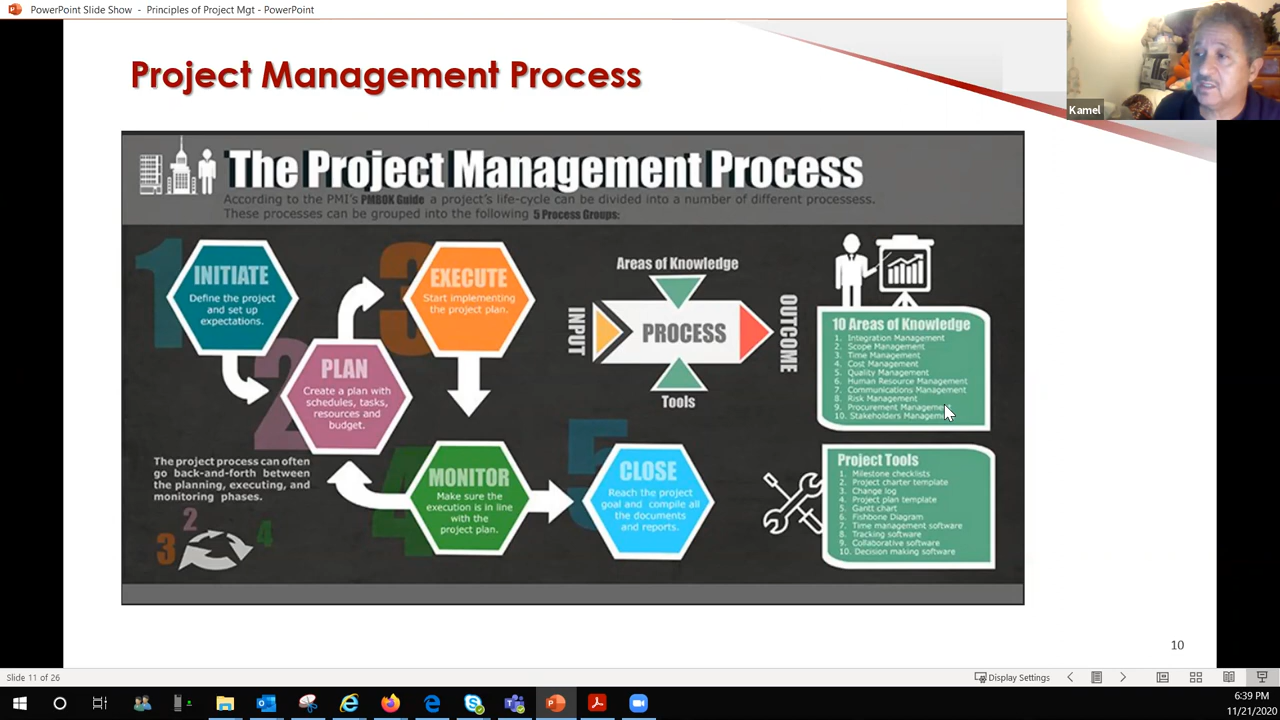 PowerPoint Slide Show - Principles of Project Mgt - PowerPoint
Kamel
Project Management Process
The Project Management Process
According to the PMI's PMBOK Guide a project's life-cycle can be divided into a number of different processess.
These processes can be grouped into the following 5 Process Groups:
1
INITIATE
Define the project
and set up
expectations.
2
PLAN
Create a plan with
schedules, tasks,
resources and
budget.
3
EXECUTE
Start implementing
the project plan.
4
MONITOR
Make sure the
execution is in line
with the
project plan.
5
CLOSE
Reach the project
goal and compile all
the documents
and reports.
The project process can often
go back-and-forth between
the planning, executing, and
monitoring phases.
2
3
4
Areas of Knowledge
INPUT
PROCESS
OUTCOME
Tools
10 Areas of Knowledge
1. Integration Management
2. Scope Management
3. Time Management
4. Cost Management
5. Quality Management
6. Human Resource Management
7. Communications Management
8. Risk Management
9. Procurement Management
10. Stakeholders Management
Project Tools
1. Milestone checklists
2. Project charter template
3. Change log
4. Project plan template
5. Gantt chart
6. Fishbone Diagram
7. Time management software
8. Tracking software
9. Collaborative software
10. Decision making software
10
Slide 11 of 26
Display Settings
6:39 PM
11/21/2020